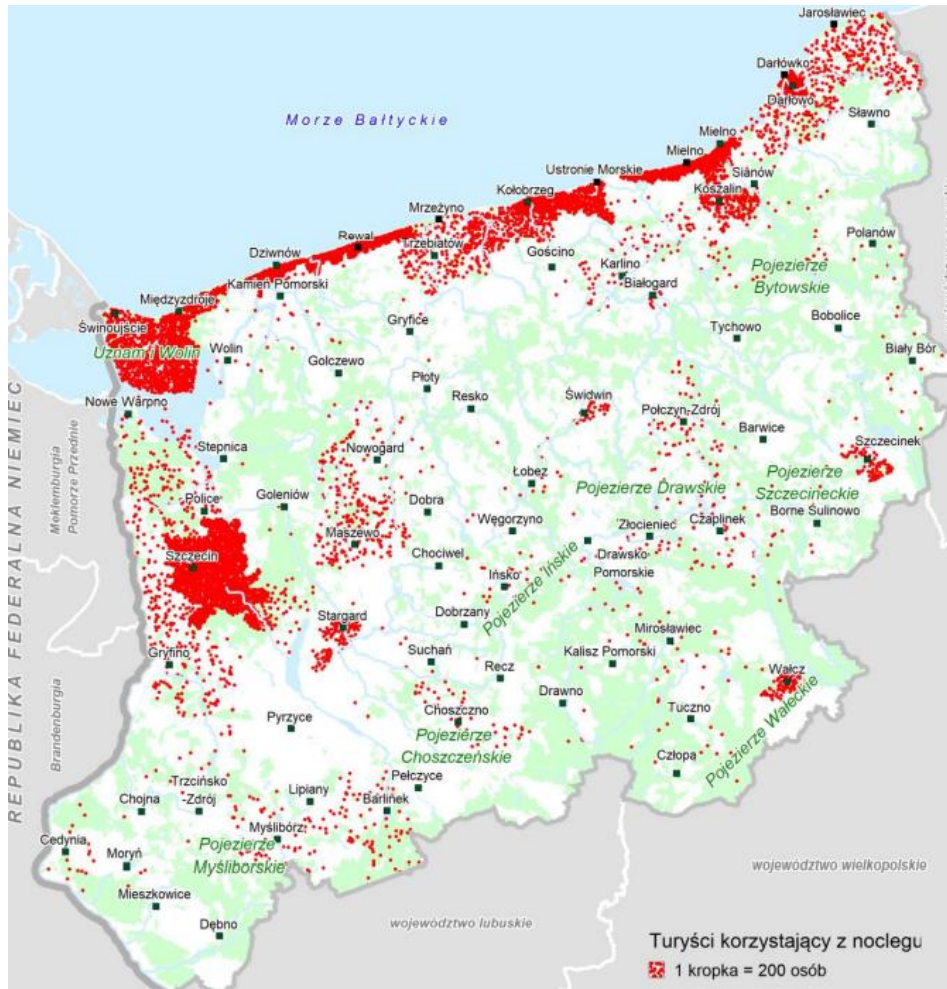 Jarosławiec
Darłówko
Darłowo
Sławno
Morze Bałtyckie
Mielno
Mielno
Sianów
Ustronie Morskie
Koszalin
Kołobrzeg
Mrzeżyno
Polanów
Rewal
Trzebiatów
Dziwnów
Gościno
Karlino
Pojezierze
Bytowskie
Kamień Pomorski
Białogard
Międzyzdroje
Świnoujście
Gryfice
Tychowo
Bobolice
Uznam i Wolin
Wolin
Golczewo
Biały Bór
Płoty
Resko
Nowe Warpno
Świdwin
Połczyn-Zdrój
Barwice
Stepnica
Nowogard
Szczecinek
Łobez
Pojezierze
Szczecineckie
Pojezierze Drawskie
Police
Goleniów
Dobra
Węgorzyno
Złocieniec
Czaplinek
Borne Sulinowo
Maszewo
Szczecin
Chociwel
Drawsko
Pomorskie
Ińsko
Pojezierze Ińskie
Dobrzany
Stargard
Mirosławiec
Suchań
Kalisz Pomorski
Gryfino
Recz
Wałcz
Drawno
Tuczno
Choszczno
Pyrzyce
Pojezierze
Choszczeńskie
Człopa
Pojezierze Wałeckie
Trzcińsko
-Zdrój
Lipiany
Pełczyce
Chojna
Barlinek
Myślibórz
Cedynia
Pojezierze
Myśliborskie
Moryń
Mieszkowice
Dębno
REPUBLIKA FEDERALNA NIEMIEC
Meklemburgia
Pomorze Przednie
Brandenburgia
województwo wielkopolskie
województwo lubuskie
Turyści korzystający z noclegu
1 kropka = 200 osób